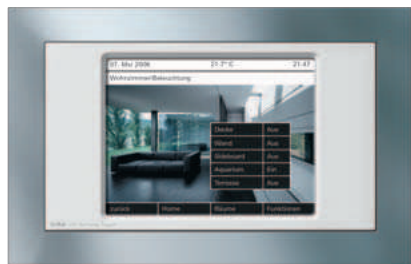 07. Mai 2006 21.7° C 21:47
Wohnzimmer/Beleuchtung
Decke Aus
Wand Aus
Sideboard Aus
Aquarium Ein
Terrasse Aus
zurück Home Räume Funktionen